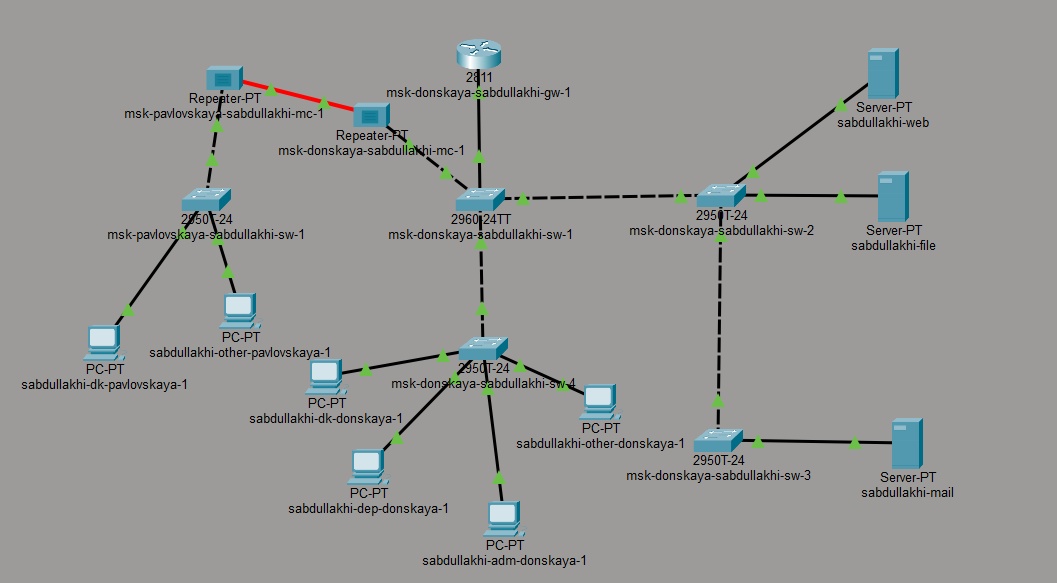 2811
msk-donskaya-sabdullakhi-gw-1
Repeater-PT
msk-pavlovskaya-sabdullakhi-mc-1
Repeater-PT
msk-donskaya-sabdullakhi-mc-1
Server-PT
sabdullakhi-web
2950T-24
msk-pavlovskaya-sabdullakhi-sw-1
2960-24TT
msk-donskaya-sabdullakhi-sw-1
2950T-24
msk-donskaya-sabdullakhi-sw-2
Server-PT
sabdullakhi-file
PC-PT
sabdullakhi-other-pavlovskaya-1
PC-PT
sabdullakhi-dk-pavlovskaya-1
2950T-24
msk-donskaya-sabdullakhi-sw-4
PC-PT
sabdullakhi-dk-donskaya-1
PC-PT
sabdullakhi-other-donskaya-1
2950T-24
msk-donskaya-sabdullakhi-sw-3
Server-PT
sabdullakhi-mail
PC-PT
sabdullakhi-dep-donskaya-1
PC-PT
sabdullakhi-adm-donskaya-1